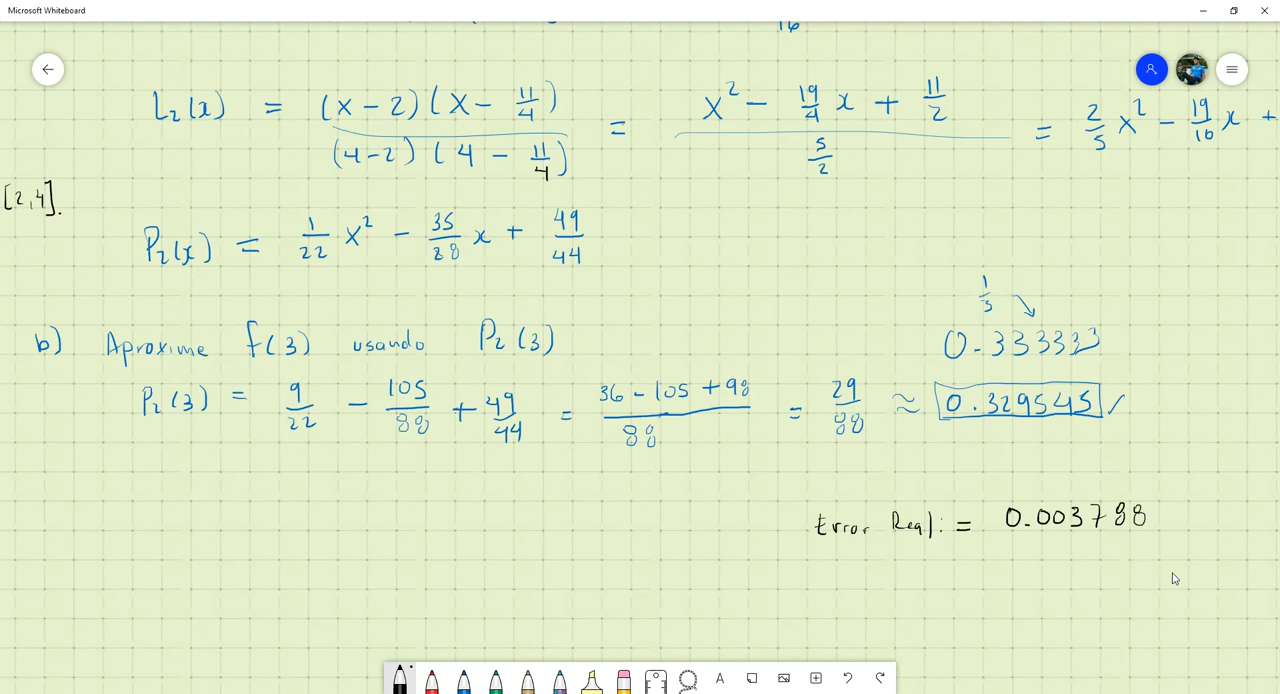 Microsoft Whiteboard
16
L₂(x) = (x - 2)(x - 11/4) / (4-2)(4 - 11/4) = x² - 19/4 x + 11/2 / 5/2 = 2/5 x² - 19/10 x +
[2,4].
P₂(x) = 1/22 x² - 35/88 x + 49/44
1/3
0.333333
b) Aproxime f(3) usando P₂(3)
P₂(3) = 9/22 - 105/88 + 49/44 = 36 - 105 + 98 / 88 = 29/88 ≈ 0.329545 ✓
Error Real: = 0.003788
A